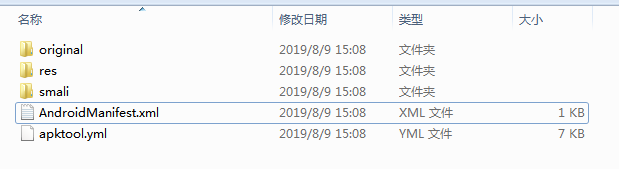 名称 修改日期 类型 大小
original 2019/8/9 15:08 文件夹
res 2019/8/9 15:08 文件夹
smali 2019/8/9 15:08 文件夹
AndroidManifest.xml 2019/8/9 15:08 XML 文件 1 KB
apktool.yml 2019/8/9 15:08 YML 文件 7 KB